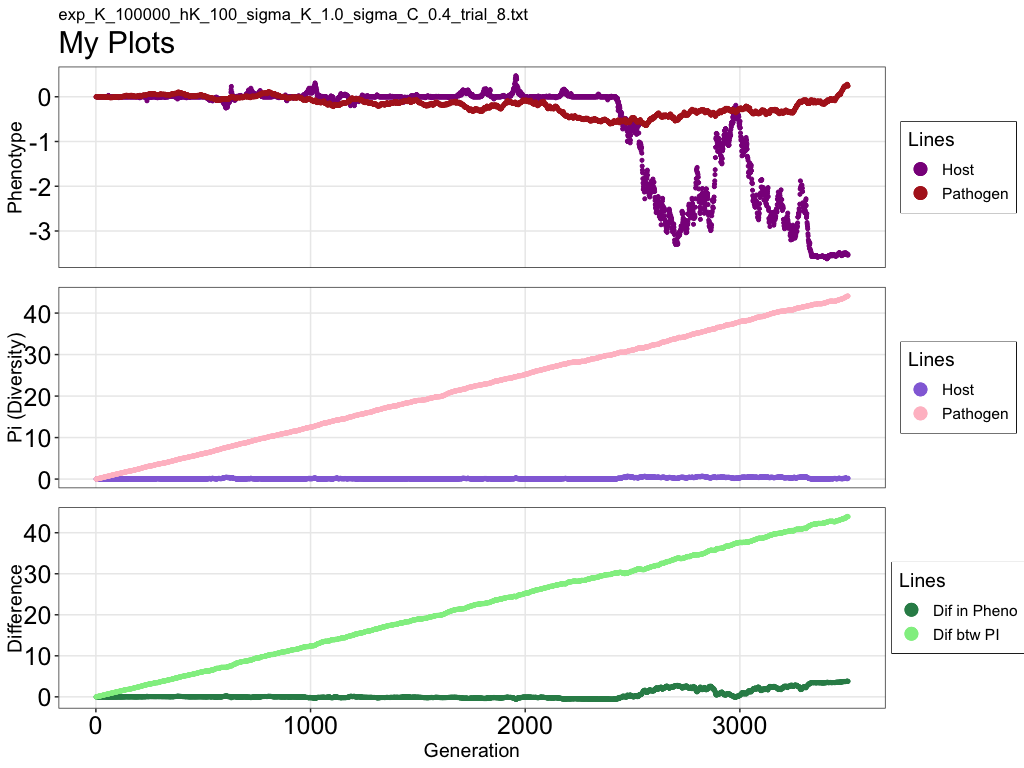 exp_K_100000_hK_100_sigma_K_1.0_sigma_C_0.4_trial_8.txt
My Plots
Phenotype
0
-1
-2
-3
Lines
Host
Pathogen
Pi (Diversity)
40
30
20
10
0
Lines
Host
Pathogen
Difference
40
30
20
10
0
Lines
Dif in Pheno
Dif btw PI
0 1000 2000 3000
Generation